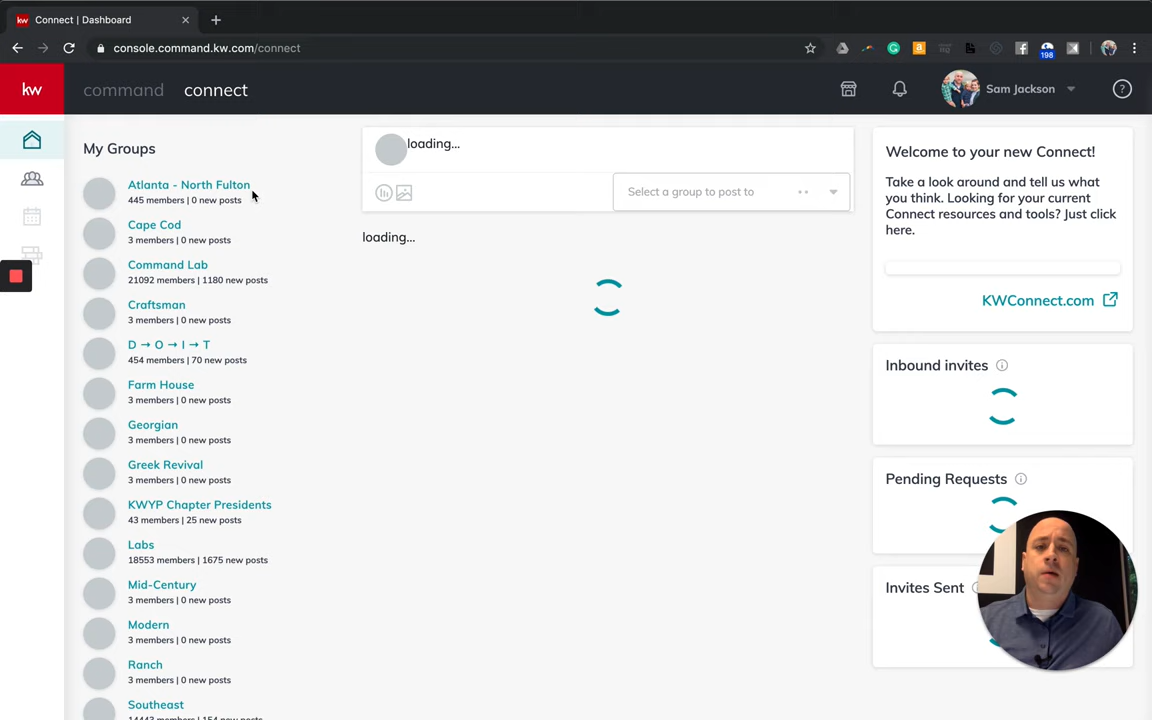 kw Connect | Dashboard
console.command.kw.com/connect
198
kw
command connect
Sam Jackson
?
My Groups
Atlanta - North Fulton
445 members | 0 new posts
Cape Cod
3 members | 0 new posts
Command Lab
21092 members | 1180 new posts
Craftsman
3 members | 0 new posts
D → O → I → T
454 members | 70 new posts
Farm House
3 members | 0 new posts
Georgian
3 members | 0 new posts
Greek Revival
3 members | 0 new posts
KWYP Chapter Presidents
43 members | 25 new posts
Labs
18553 members | 1675 new posts
Mid-Century
3 members | 0 new posts
Modern
3 members | 0 new posts
Ranch
3 members | 0 new posts
Southeast
14443 members | 154 new posts
loading...
Select a group to post to
loading...
Welcome to your new Connect!
Take a look around and tell us what
you think. Looking for your current
Connect resources and tools? Just click
here.
KWConnect.com
Inbound invites
Pending Requests
Invites Sent